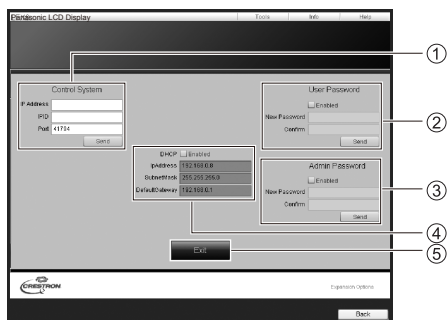 Panasonic LCD Display
Tools Info Help
①
Control System
IP Address
IPID
Port 41794
Send
User Password
Enabled
New Password
Confirm
Send
②
DHCP Enabled
IpAddress 192.168.0.8
SubnetMask 255.255.255.0
DefaultGateway 192.168.0.1
Admin Password
Enabled
New Password
Confirm
Send
③
④
Exit
⑤
CRESTRON
Expansion Options
Back